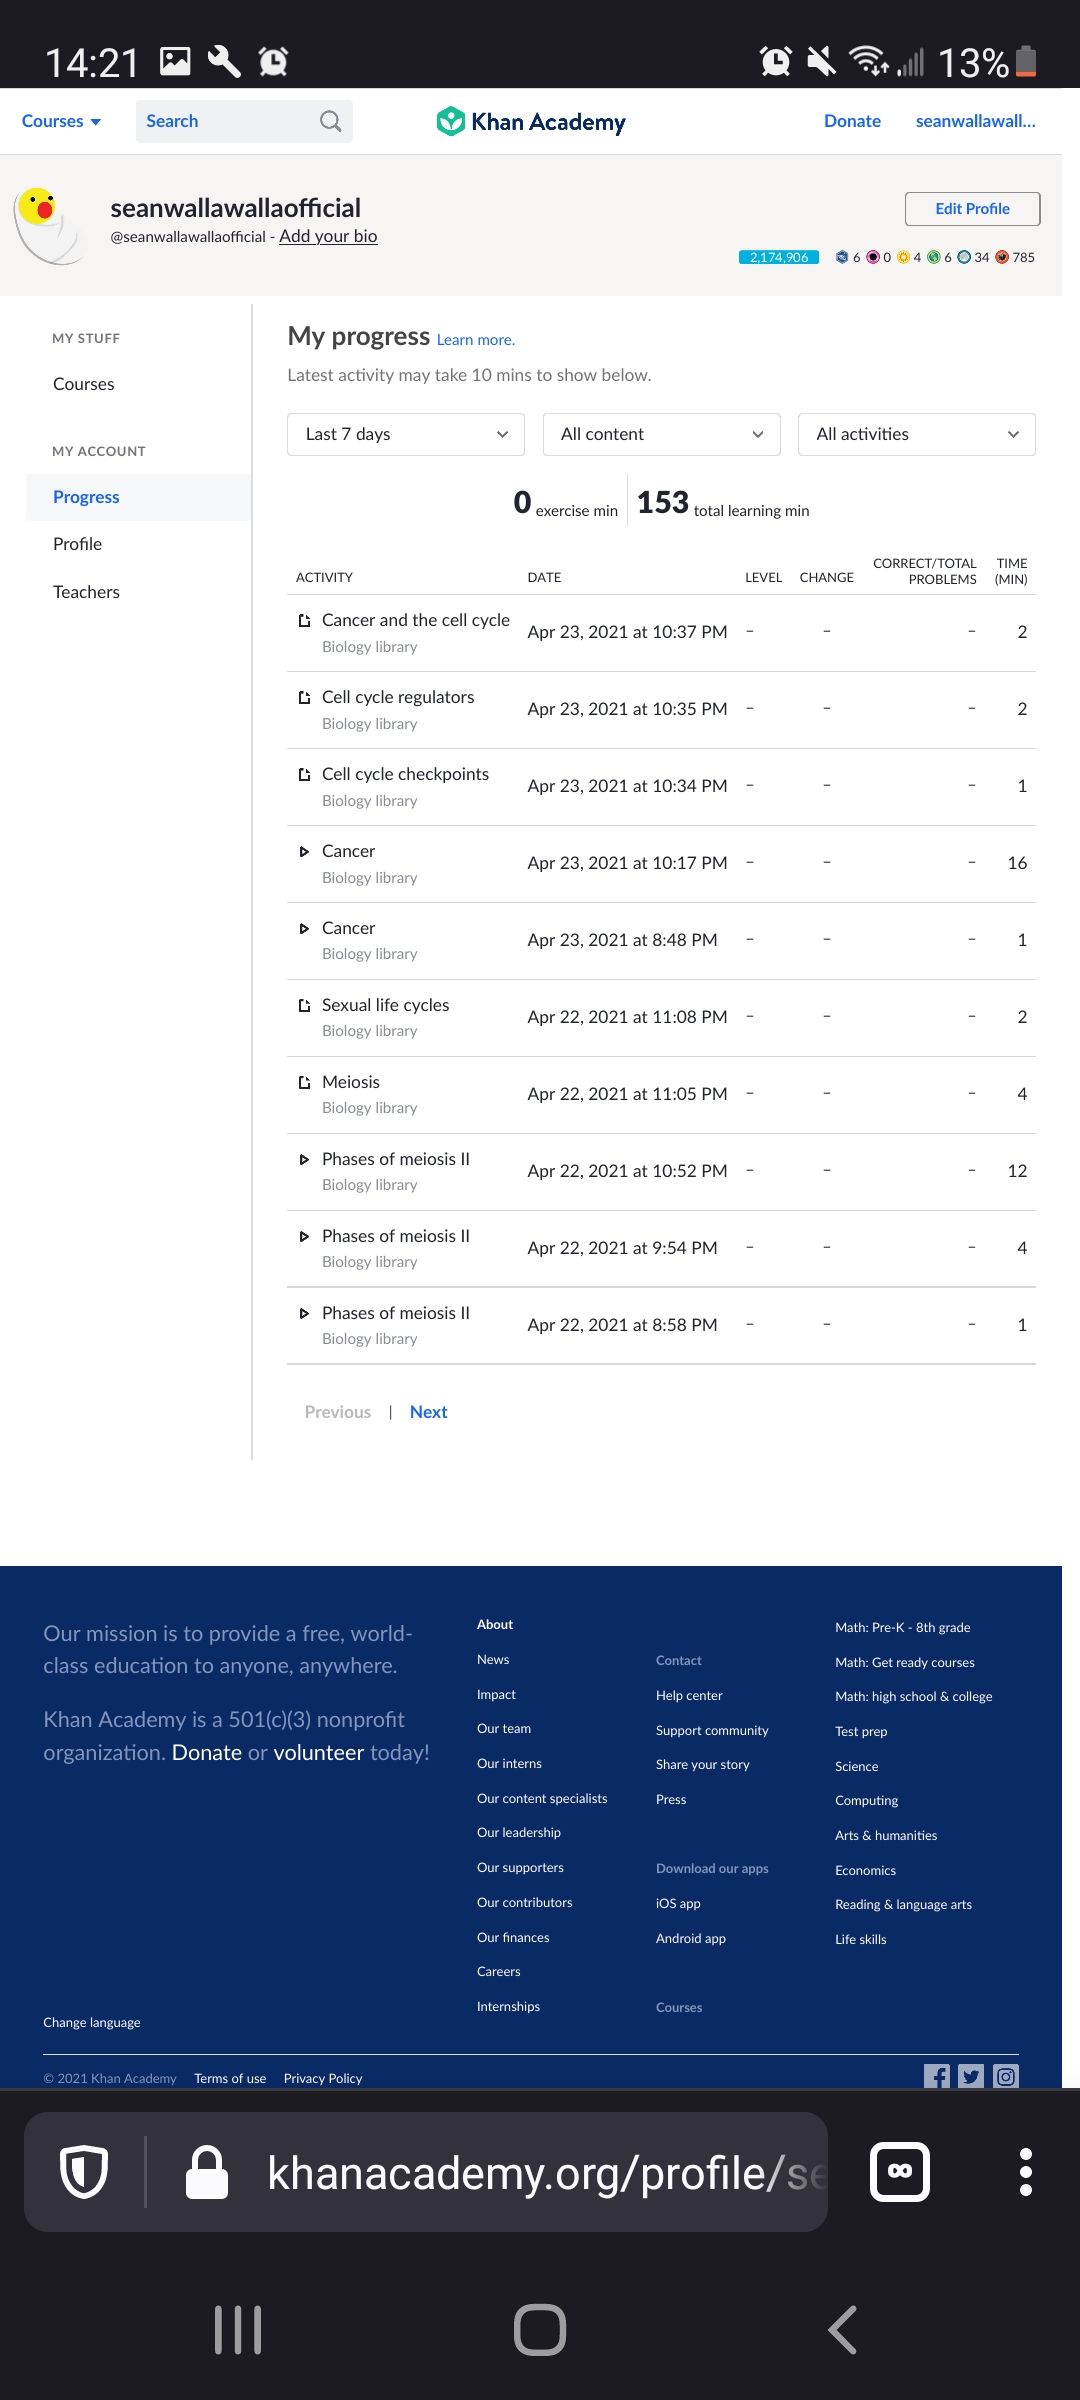 14:21
13%
Courses
Search
Khan Academy
Donate
seanwallawall...
seanwallawallaofficial
@seanwallawallaofficial - Add your bio
Edit Profile
2,174,906 6 0 4 6 34 785
MY STUFF
Courses
MY ACCOUNT
Progress
Profile
Teachers
My progress Learn more.
Latest activity may take 10 mins to show below.
Last 7 days
All content
All activities
0 exercise min
153 total learning min
ACTIVITY DATE LEVEL CHANGE CORRECT/TOTAL PROBLEMS TIME (MIN)
Cancer and the cell cycle
Biology library
Apr 23, 2021 at 10:37 PM – – – 2
Cell cycle regulators
Biology library
Apr 23, 2021 at 10:35 PM – – – 2
Cell cycle checkpoints
Biology library
Apr 23, 2021 at 10:34 PM – – – 1
Cancer
Biology library
Apr 23, 2021 at 10:17 PM – – – 16
Cancer
Biology library
Apr 23, 2021 at 8:48 PM – – – 1
Sexual life cycles
Biology library
Apr 22, 2021 at 11:08 PM – – – 2
Meiosis
Biology library
Apr 22, 2021 at 11:05 PM – – – 4
Phases of meiosis II
Biology library
Apr 22, 2021 at 10:52 PM – – – 12
Phases of meiosis II
Biology library
Apr 22, 2021 at 9:54 PM – – – 4
Phases of meiosis II
Biology library
Apr 22, 2021 at 8:58 PM – – – 1
Previous | Next
Our mission is to provide a free, world-
class education to anyone, anywhere.
Khan Academy is a 501(c)(3) nonprofit
organization. Donate or volunteer today!
Change language
About
News
Impact
Our team
Our interns
Our content specialists
Our leadership
Our supporters
Our contributors
Our finances
Careers
Internships
Contact
Help center
Support community
Share your story
Press
Download our apps
iOS app
Android app
Courses
Math: Pre-K - 8th grade
Math: Get ready courses
Math: high school & college
Test prep
Science
Computing
Arts & humanities
Economics
Reading & language arts
Life skills
© 2021 Khan Academy Terms of use Privacy Policy
khanacademy.org/profile/se